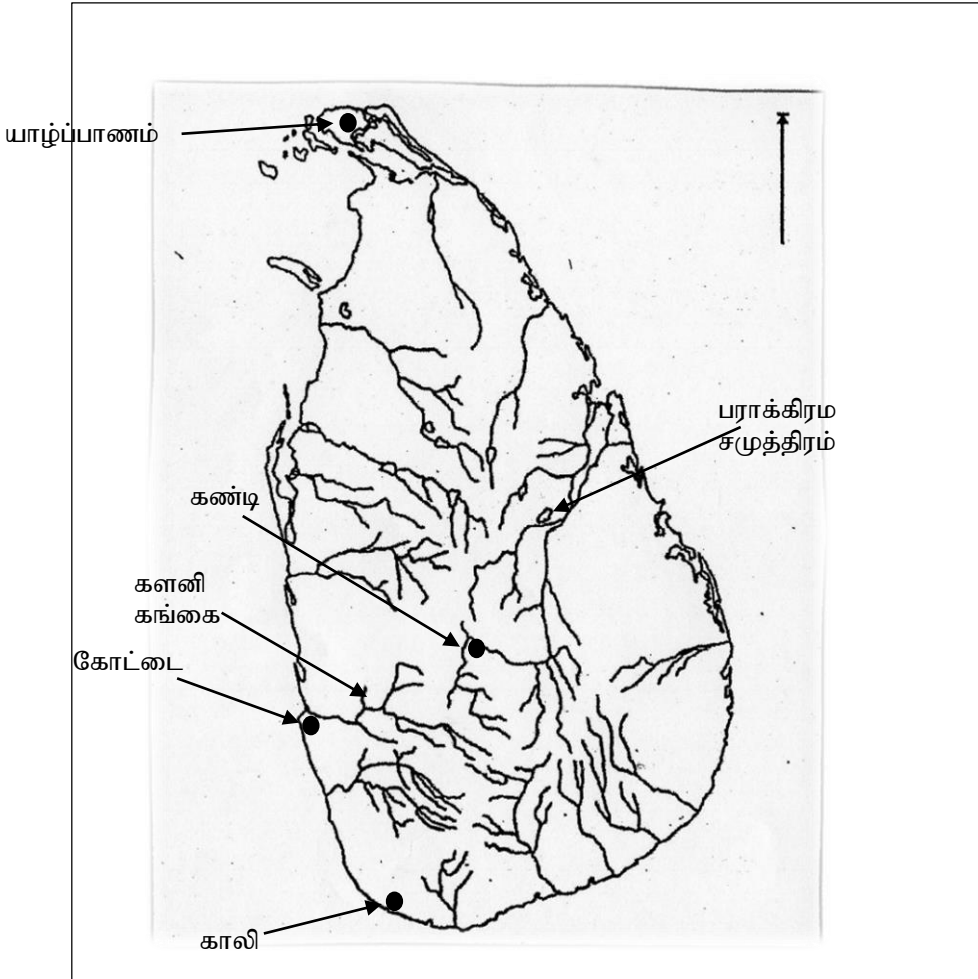 யாழ்ப்பாணம்
பராக்கிரம
சமுத்திரம்
கண்டி
களனி
கங்கை
கோட்டை
காலி